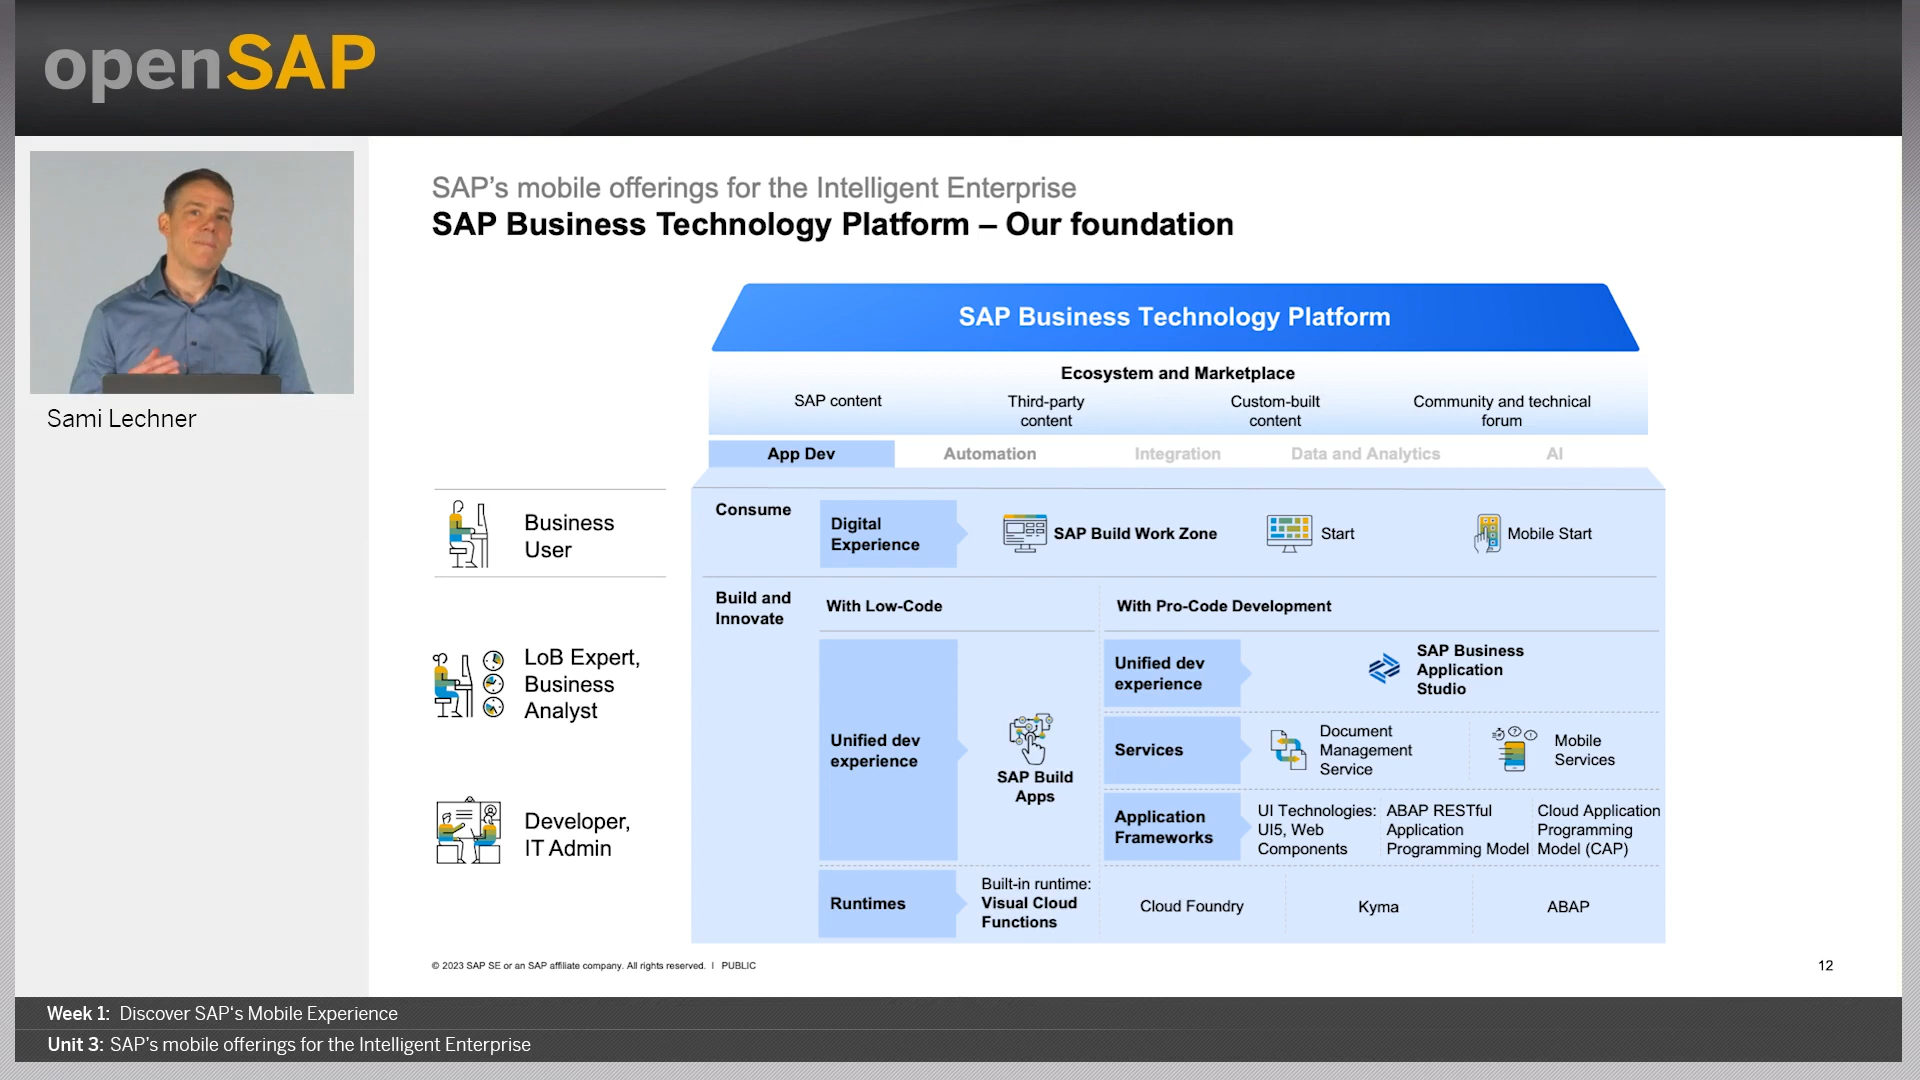 openSAP
Sami Lechner
SAP's mobile offerings for the Intelligent Enterprise
SAP Business Technology Platform – Our foundation
SAP Business Technology Platform
Ecosystem and Marketplace
SAP content
Third-party
content
Custom-built
content
Community and technical
forum
App Dev
Automation
Integration
Data and Analytics
AI
Business
User
Consume
Digital
Experience
SAP Build Work Zone
Start
Mobile Start
Build and
Innovate
With Low-Code
With Pro-Code Development
LoB Expert,
Business
Analyst
Developer,
IT Admin
Unified dev
experience
SAP Build
Apps
Unified dev
experience
SAP Business
Application
Studio
Services
Document
Management
Service
Mobile
Services
Application
Frameworks
UI Technologies:
UI5, Web
Components
ABAP RESTful
Application
Programming Model
Cloud Application
Programming
Model (CAP)
Runtimes
Built-in runtime:
Visual Cloud
Functions
Cloud Foundry
Kyma
ABAP
© 2023 SAP SE or an SAP affiliate company. All rights reserved. I PUBLIC
12
Week 1: Discover SAP's Mobile Experience
Unit 3: SAP's mobile offerings for the Intelligent Enterprise